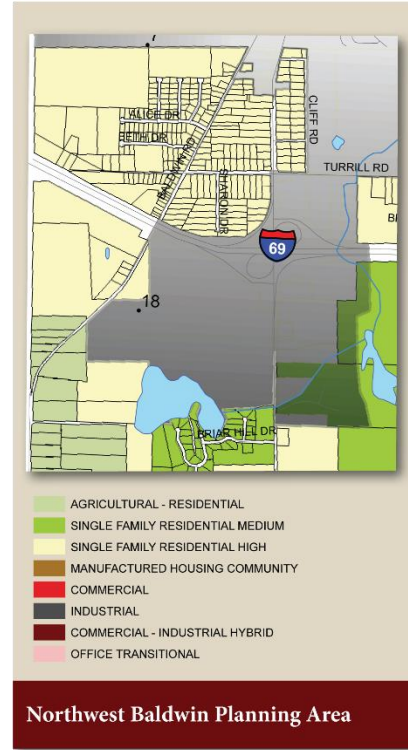 7
ALICE DR
BETH DR
BALDWIN RD
SHARON DR
CLIFF RD
TURRILL RD
69
18
BRIAR HILL DR
AGRICULTURAL - RESIDENTIAL
SINGLE FAMILY RESIDENTIAL MEDIUM
SINGLE FAMILY RESIDENTIAL HIGH
MANUFACTURED HOUSING COMMUNITY
COMMERCIAL
INDUSTRIAL
COMMERCIAL - INDUSTRIAL HYBRID
OFFICE TRANSITIONAL
Northwest Baldwin Planning Area